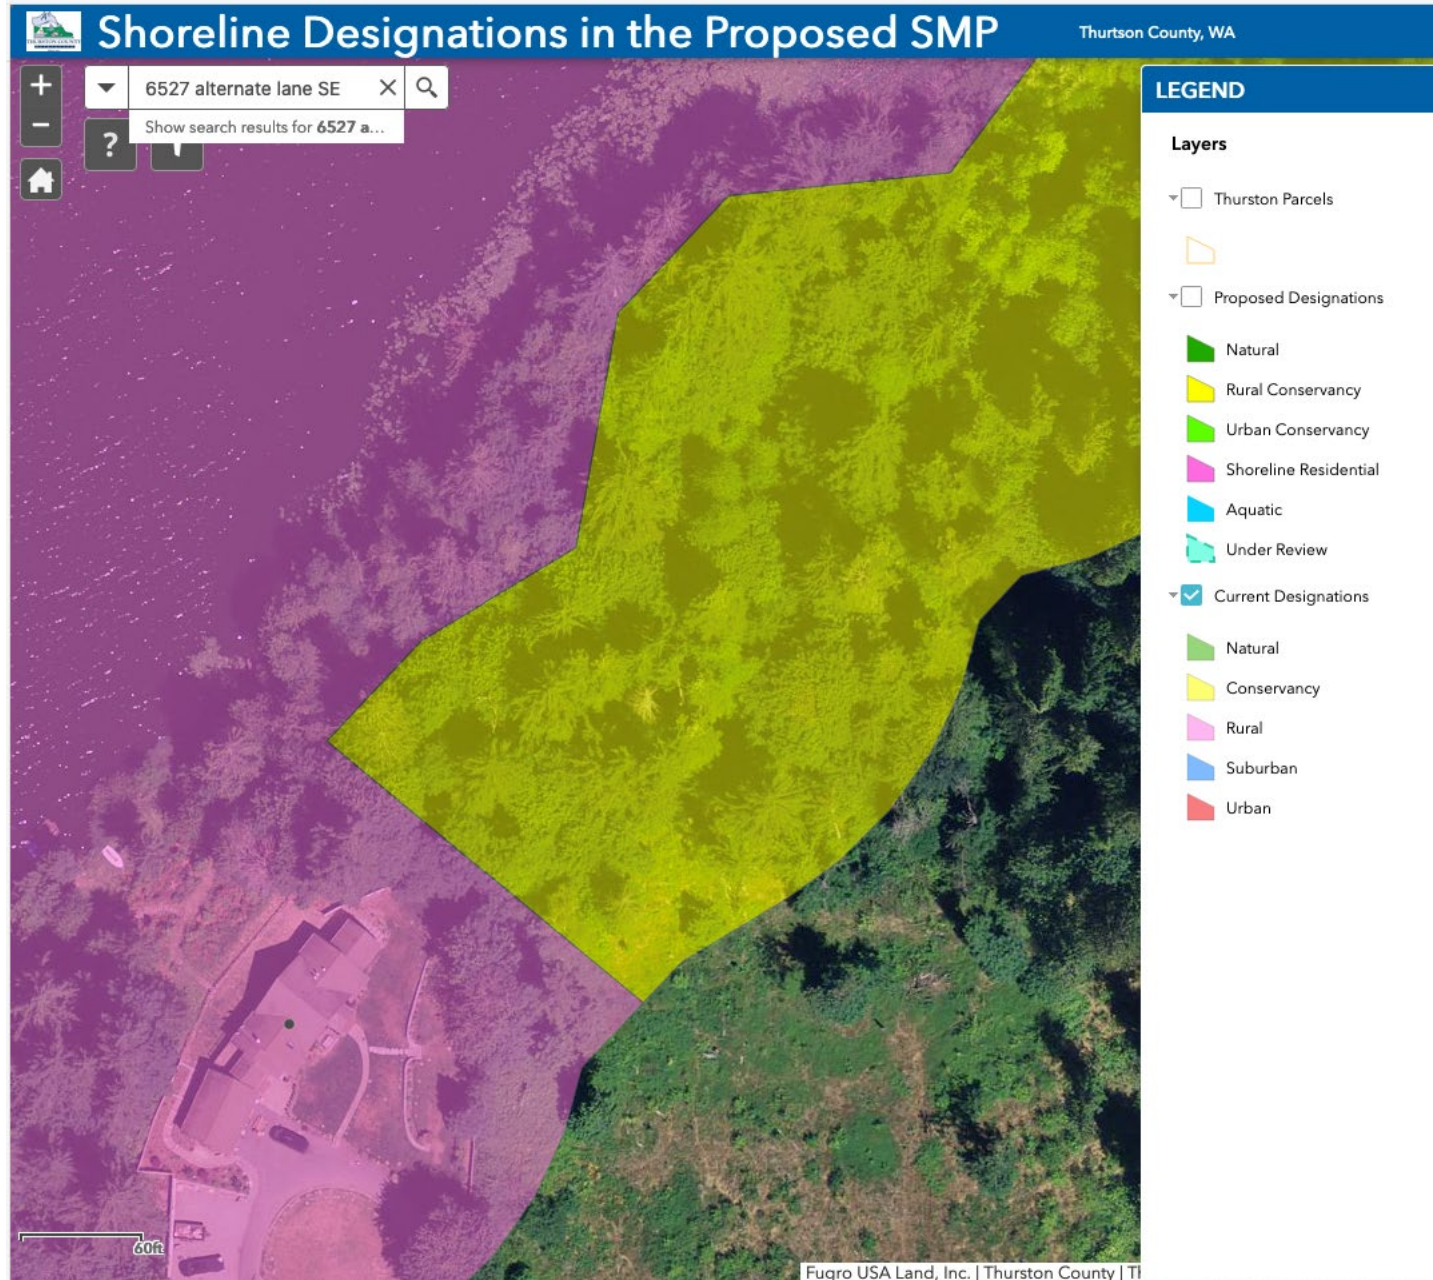 Shoreline Designations in the Proposed SMP
Thurtson County, WA
+
6527 alternate lane SE
−
Show search results for 6527 a...
?
LEGEND
Layers
Thurston Parcels
Proposed Designations
Natural
Rural Conservancy
Urban Conservancy
Shoreline Residential
Aquatic
Under Review
Current Designations
Natural
Conservancy
Rural
Suburban
Urban
60ft
Fugro USA Land, Inc. | Thurston County | Th